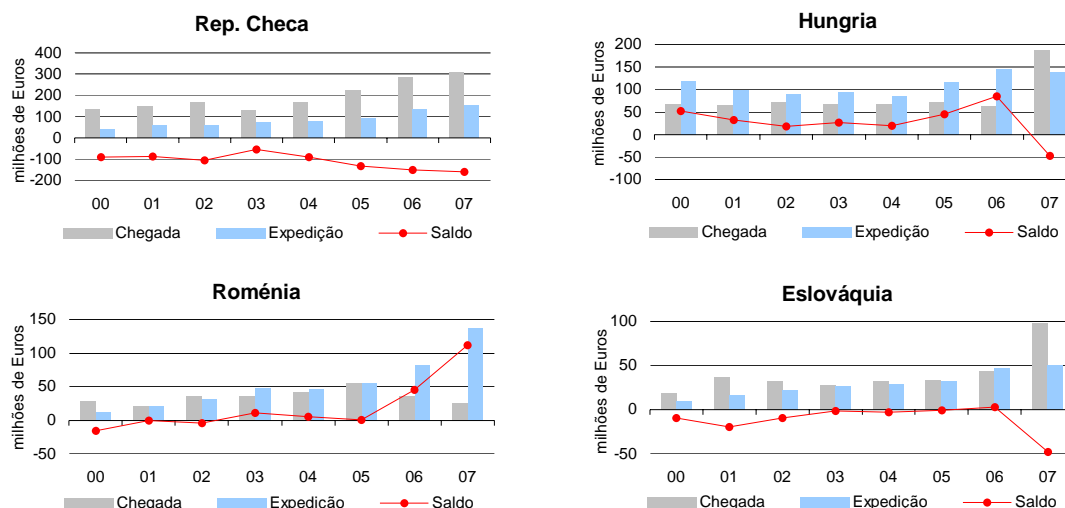 Rep. Checa
milhões de Euros
400
300
200
100
0
-100
-200
00 01 02 03 04 05 06 07
Chegada Expedição Saldo
Hungria
milhões de Euros
200
150
100
50
0
-50
-100
00 01 02 03 04 05 06 07
Chegada Expedição Saldo
Roménia
milhões de Euros
150
100
50
0
-50
00 01 02 03 04 05 06 07
Chegada Expedição Saldo
Eslováquia
milhões de Euros
100
50
0
-50
00 01 02 03 04 05 06 07
Chegada Expedição Saldo